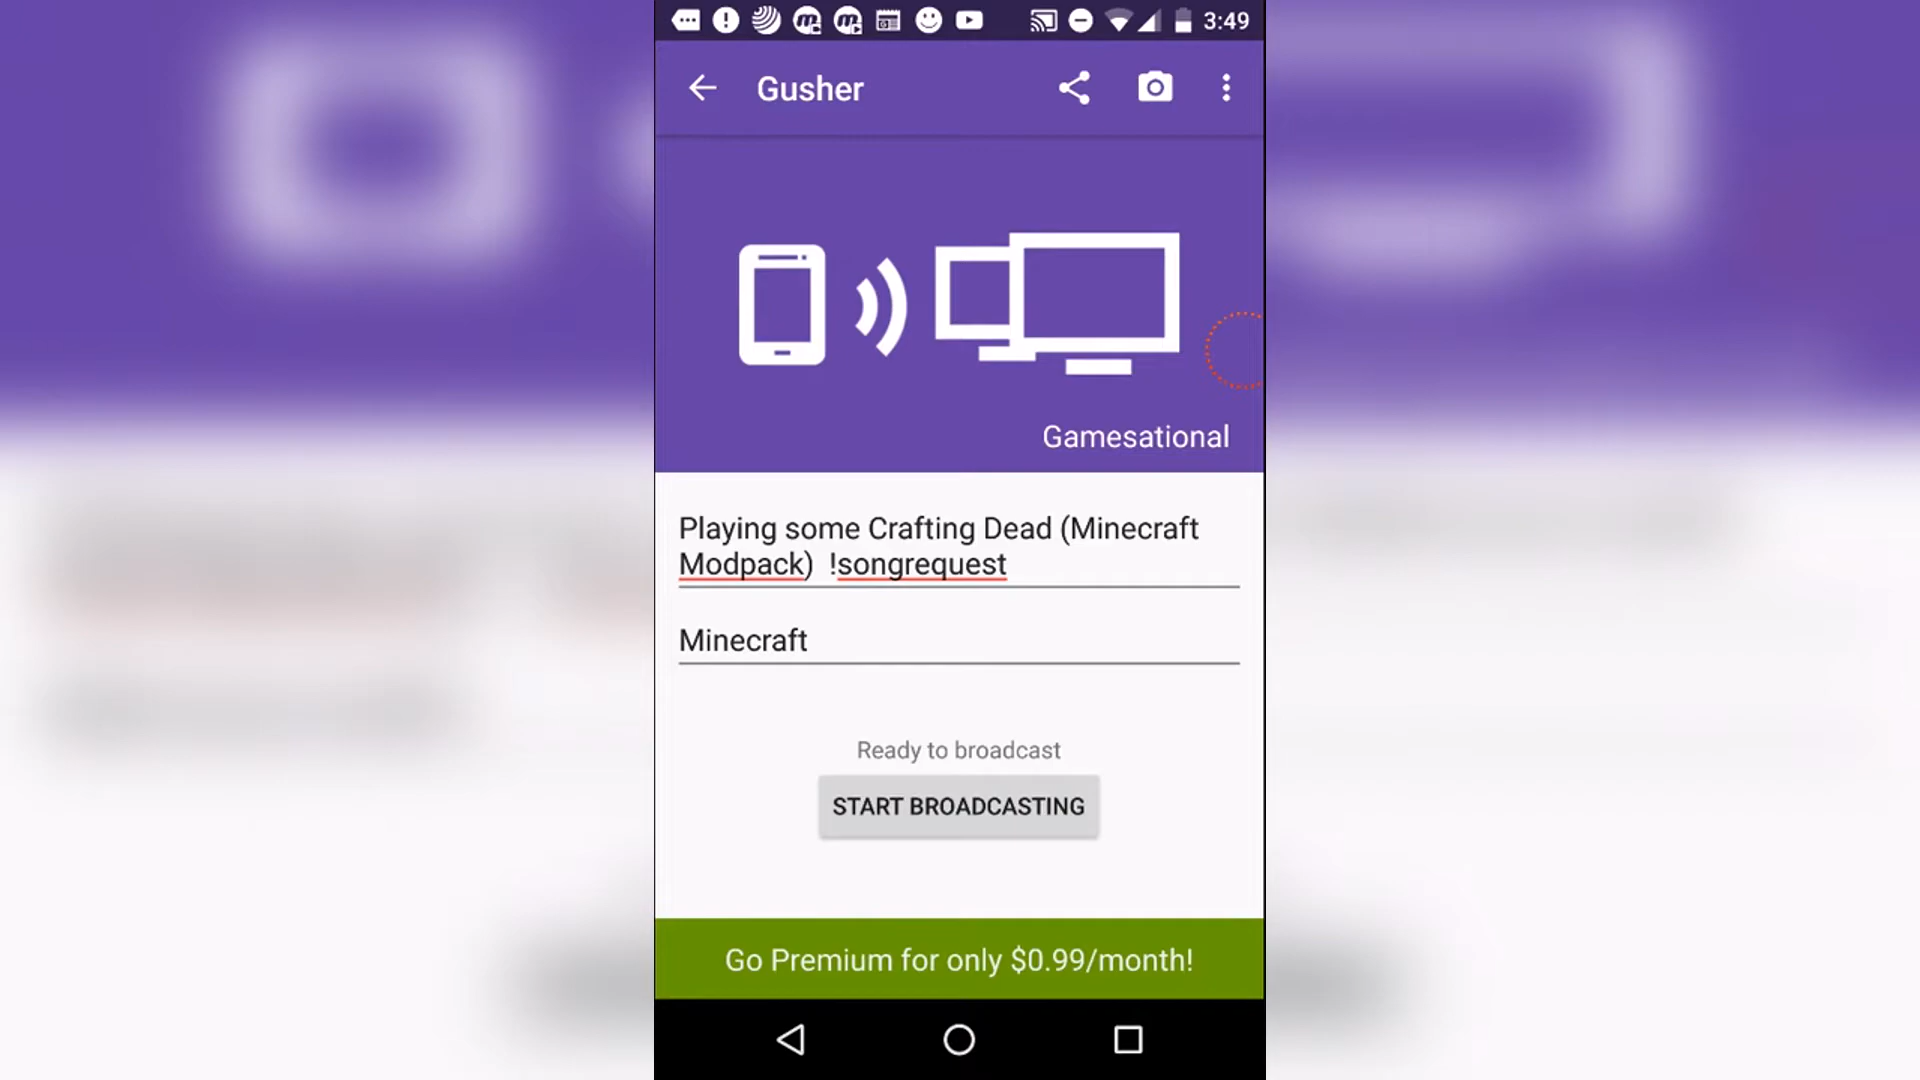 3:49
Gusher
Gamesational
Playing some Crafting Dead (Minecraft
Modpack)  !songrequest
Minecraft
Ready to broadcast
START BROADCASTING
Go Premium for only $0.99/month!